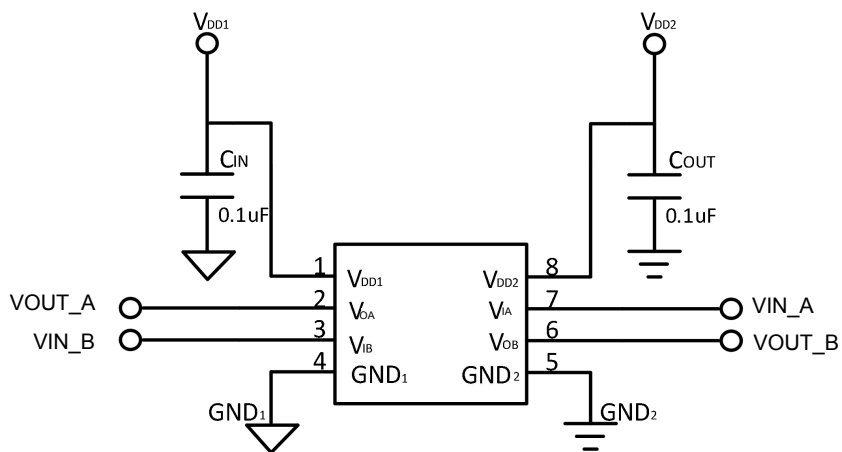 VDD1 VDD2
CIN COUT
0.1uF 0.1uF
1 VDD1 VDD2 8
VOUT_A 2 VOA VIA 7 VIN_A
VIN_B 3 VIB VOB 6 VOUT_B
4 GND1 GND2 5
GND1 GND2